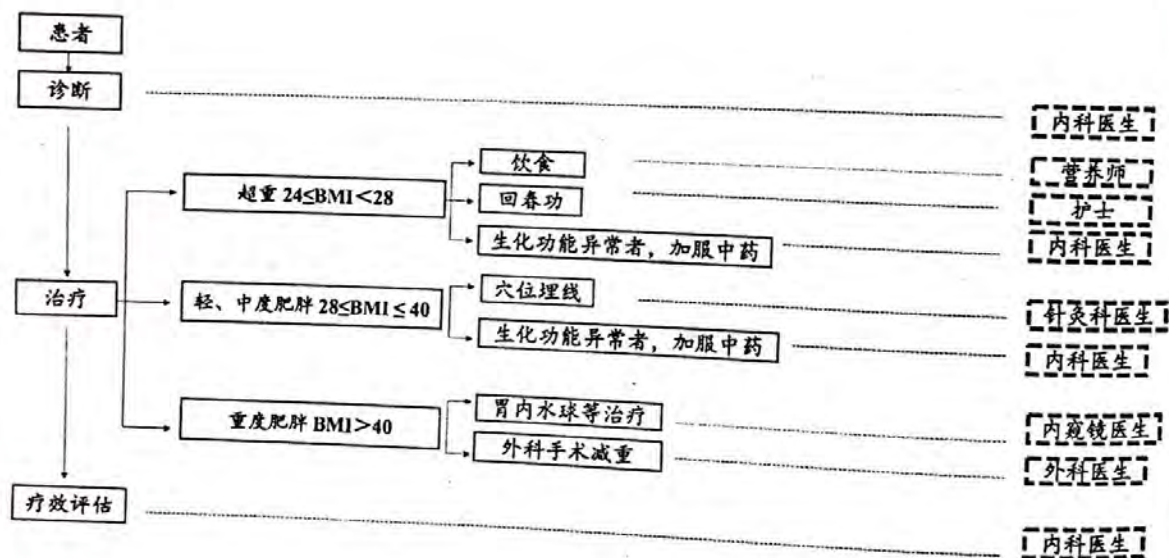 患者
诊断
内科医生
饮食
营养师
超重 24≤BMI<28
回春功
护士
生化功能异常者，加服中药
内科医生
治疗
轻、中度肥胖 28≤BMI≤40
穴位埋线
针灸科医生
生化功能异常者，加服中药
内科医生
重度肥胖 BMI>40
胃内水球等治疗
内窥镜医生
外科手术减重
外科医生
疗效评估
内科医生